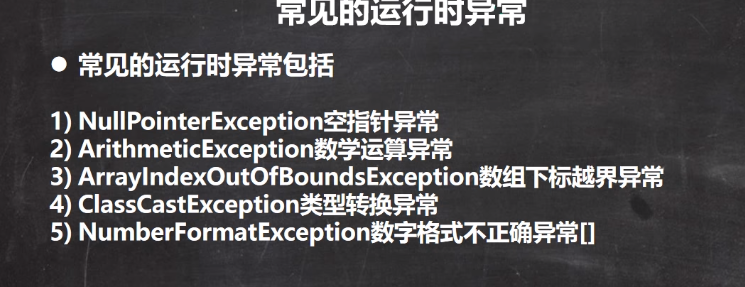 常见的运行时异常
● 常见的运行时异常包括
1) NullPointerException空指针异常
2) ArithmeticException数学运算异常
3) ArrayIndexOutOfBoundsException数组下标越界异常
4) ClassCastException类型转换异常
5) NumberFormatException数字格式不正确异常[]